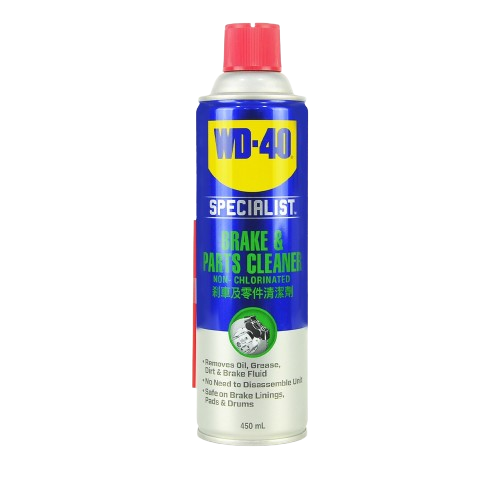 WD-40
SPECIALIST
BRAKE &
PARTS CLEANER
NON-CHLORINATED
剎車及零件清潔劑
• Removes Oil, Grease,
Dirt & Brake Fluid
• No Need to Disassemble Unit
• Safe on Brake Linings,
Pads & Drums
450 mL